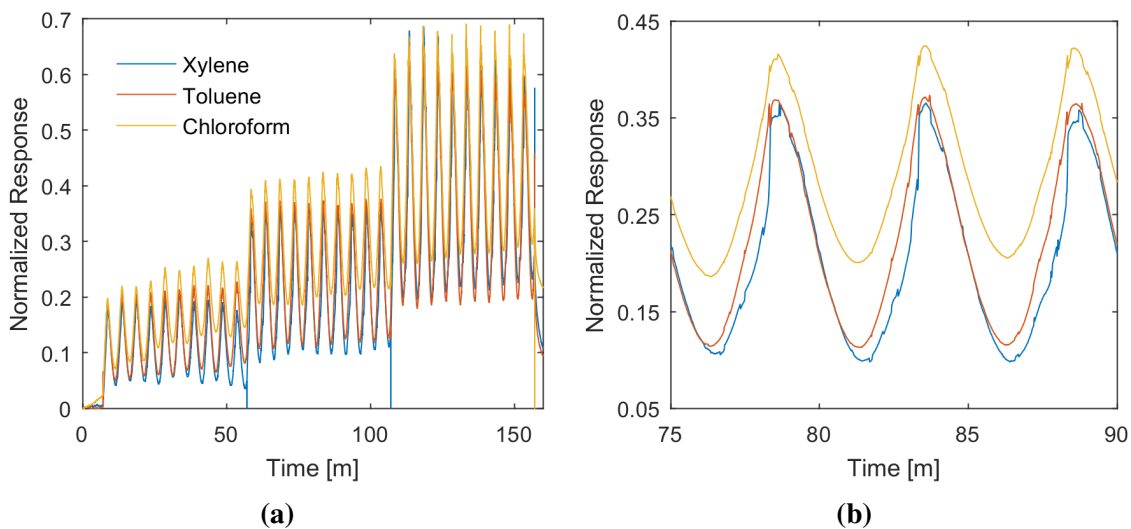 0.7
0.6
0.5
0.4
0.3
0.2
0.1
0
Normalized Response
Xylene
Toluene
Chloroform
0 50 100 150
Time [m]
(a)
0.45
0.35
0.25
0.15
0.05
Normalized Response
75 80 85 90
Time [m]
(b)